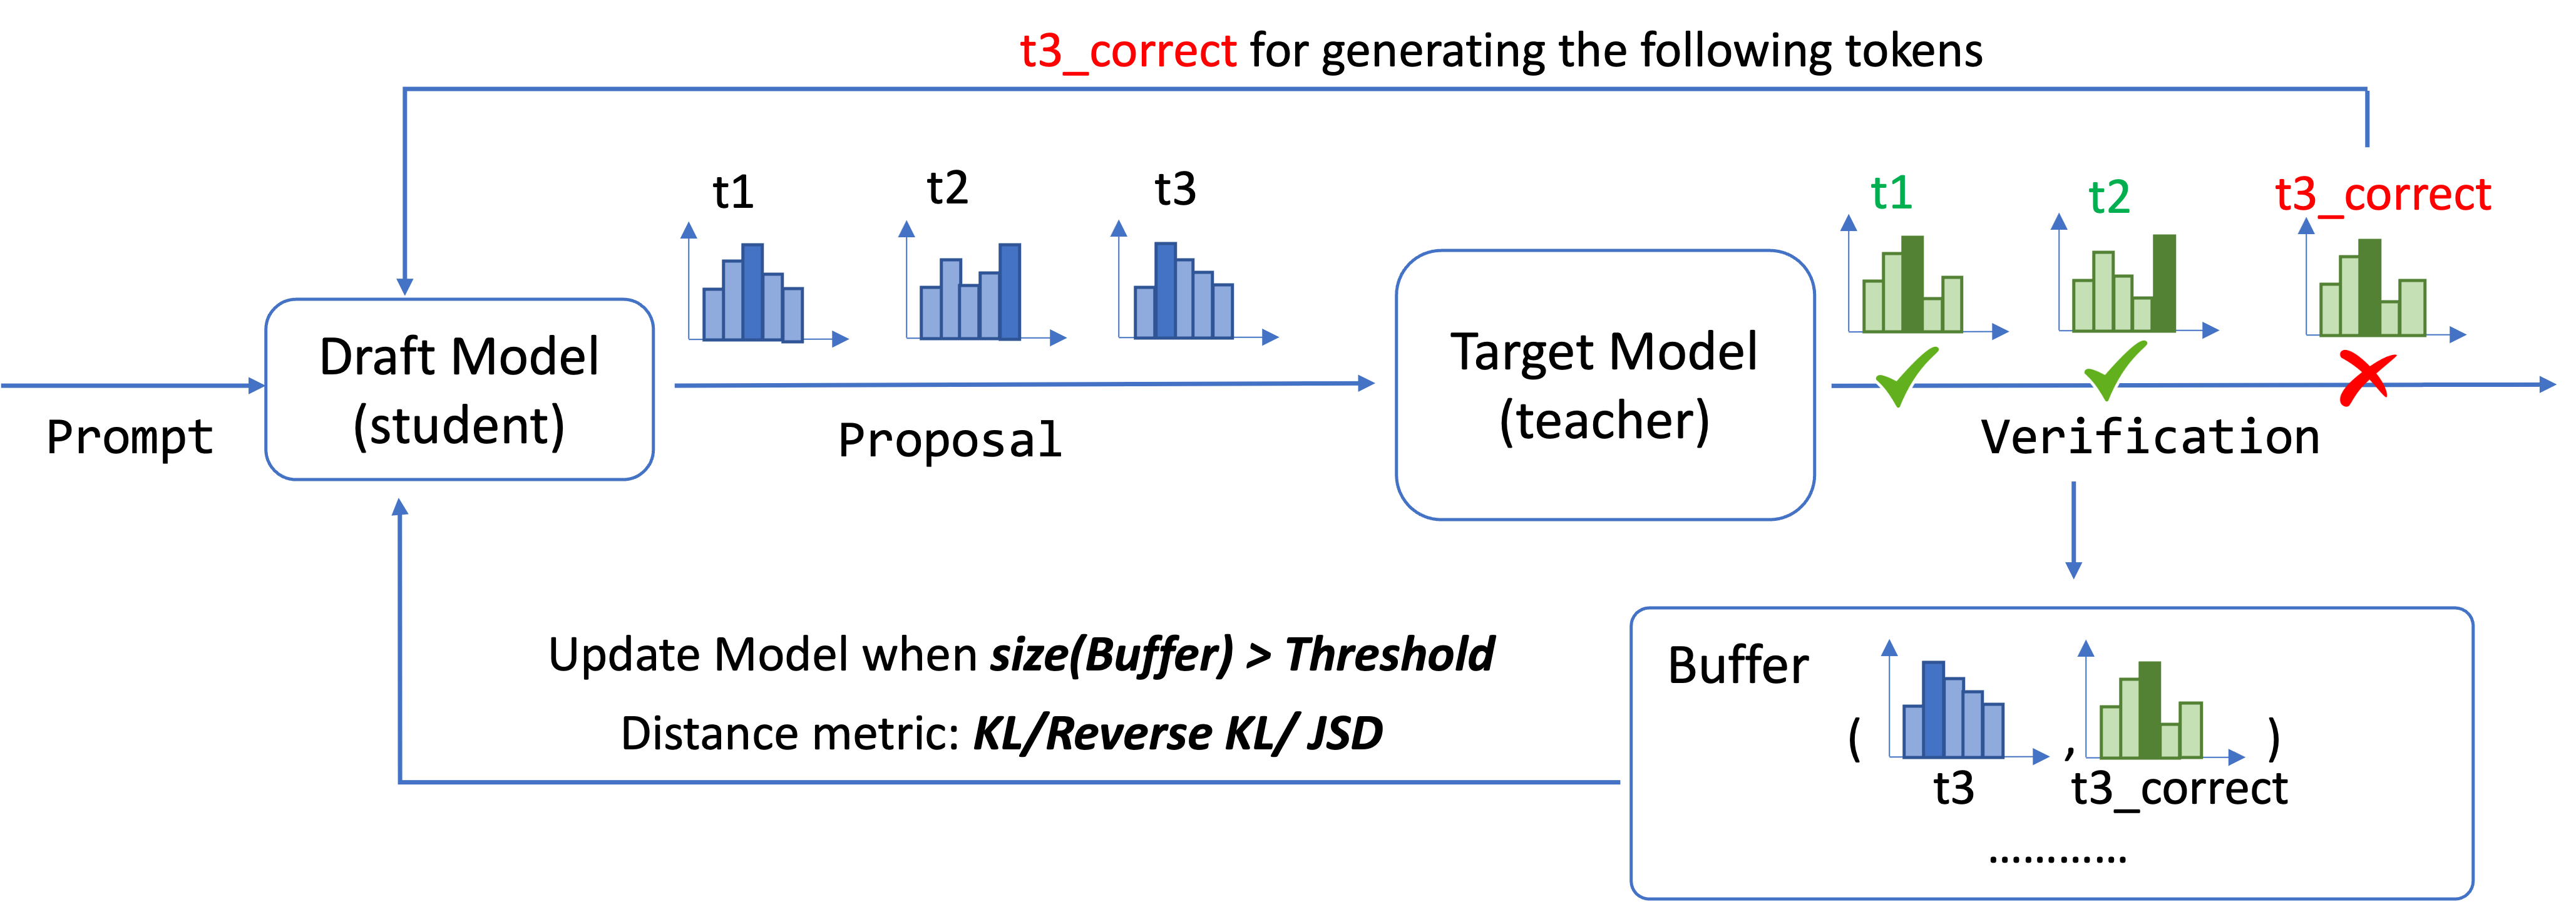 t3_correct for generating the following tokens
t1
t2
t3
t1
t2
t3_correct
Draft Model
(student)
Target Model
(teacher)
Prompt
Proposal
Verification
Update Model when size(Buffer) > Threshold
Distance metric: KL/Reverse KL/ JSD
Buffer
( , )
t3
t3_correct
............